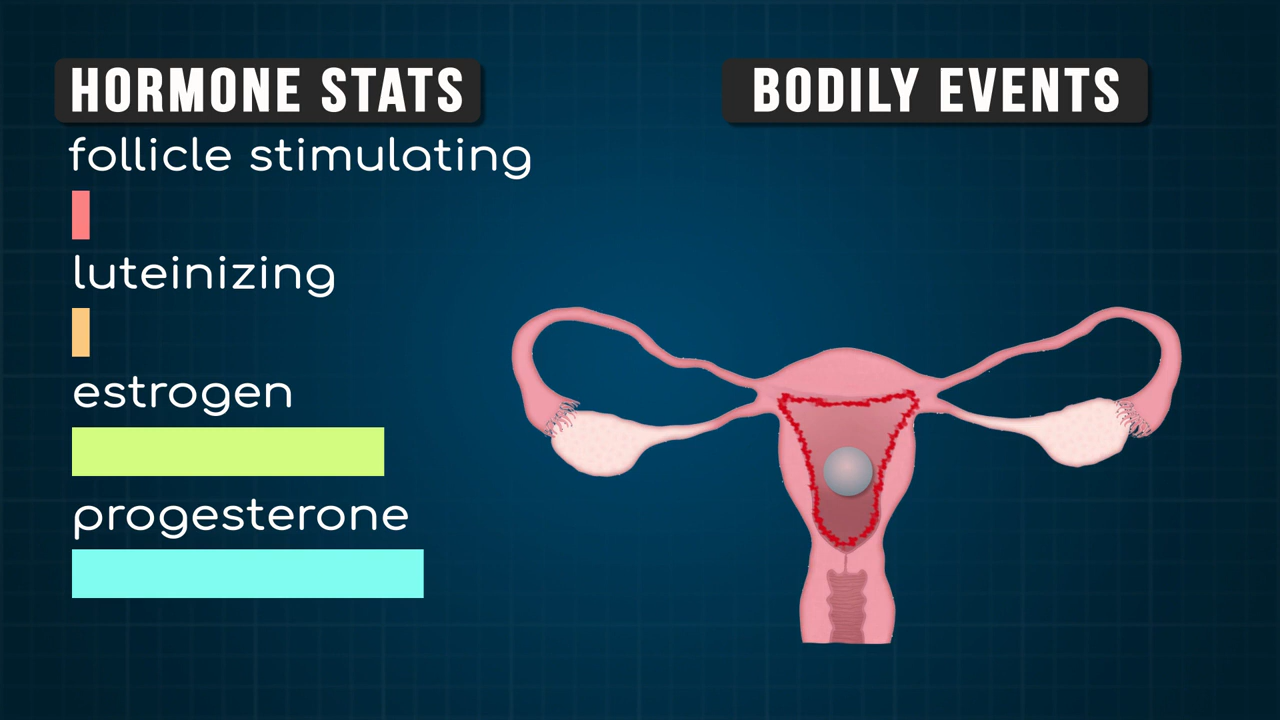 HORMONE STATS
BODILY EVENTS
follicle stimulating
luteinizing
estrogen
progesterone